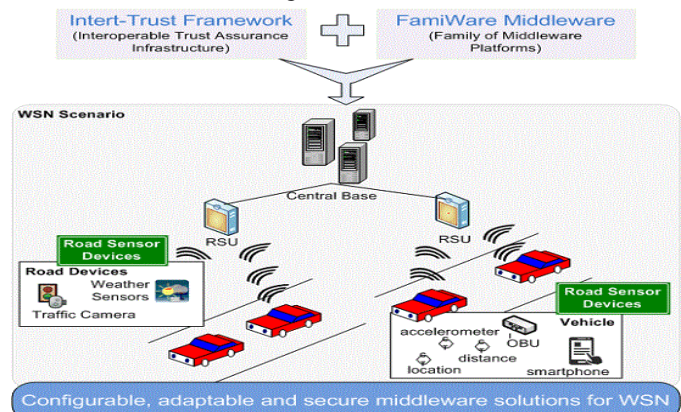 Intert-Trust Framework
(Interoperable Trust Assurance
Infrastructure)
FamiWare Middleware
(Family of Middleware
Platforms)
WSN Scenario
Central Base
RSU
RSU
Road Sensor
Devices
Road Devices
Weather
Sensors
Traffic Camera
Road Sensor
Devices
Vehicle
accelerometer
OBU
distance
location
smartphone
Configurable, adaptable and secure middleware solutions for WSN